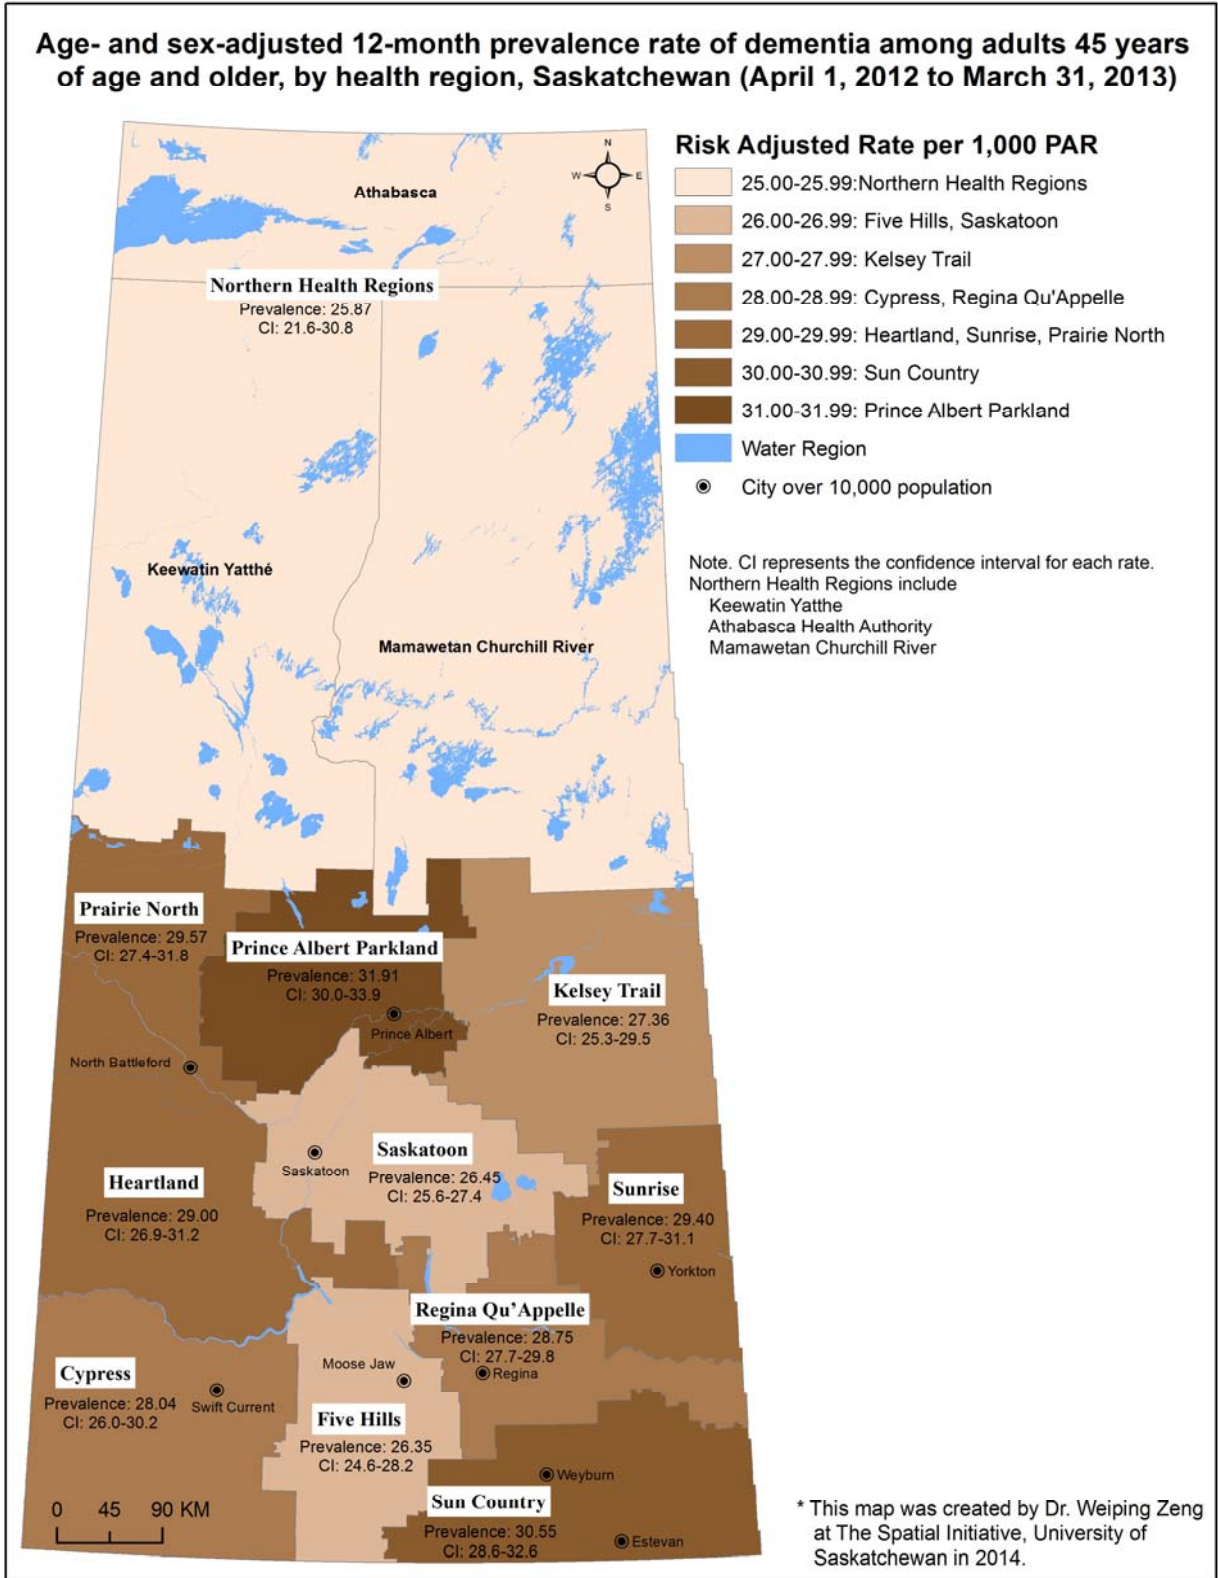 Age- and sex-adjusted 12-month prevalence rate of dementia among adults 45 years
of age and older, by health region, Saskatchewan (April 1, 2012 to March 31, 2013)
Risk Adjusted Rate per 1,000 PAR
25.00-25.99:Northern Health Regions
26.00-26.99: Five Hills, Saskatoon
27.00-27.99: Kelsey Trail
28.00-28.99: Cypress, Regina Qu'Appelle
29.00-29.99: Heartland, Sunrise, Prairie North
30.00-30.99: Sun Country
31.00-31.99: Prince Albert Parkland
Water Region
City over 10,000 population
Note. CI represents the confidence interval for each rate.
Northern Health Regions include
Keewatin Yatthe
Athabasca Health Authority
Mamawetan Churchill River
N
W E
S
Athabasca
Northern Health Regions
Prevalence: 25.87
CI: 21.6-30.8
Keewatin Yatthé
Mamawetan Churchill River
Prairie North
Prevalence: 29.57
CI: 27.4-31.8
Prince Albert Parkland
Prevalence: 31.91
CI: 30.0-33.9
Prince Albert
Kelsey Trail
Prevalence: 27.36
CI: 25.3-29.5
North Battleford
Saskatoon
Saskatoon
Prevalence: 26.45
CI: 25.6-27.4
Heartland
Prevalence: 29.00
CI: 26.9-31.2
Sunrise
Prevalence: 29.40
CI: 27.7-31.1
Yorkton
Regina Qu’Appelle
Prevalence: 28.75
CI: 27.7-29.8
Regina
Moose Jaw
Cypress
Prevalence: 28.04
CI: 26.0-30.2
Swift Current
Five Hills
Prevalence: 26.35
CI: 24.6-28.2
Weyburn
Sun Country
Prevalence: 30.55
CI: 28.6-32.6
Estevan
0 45 90 KM
* This map was created by Dr. Weiping Zeng
at The Spatial Initiative, University of
Saskatchewan in 2014.